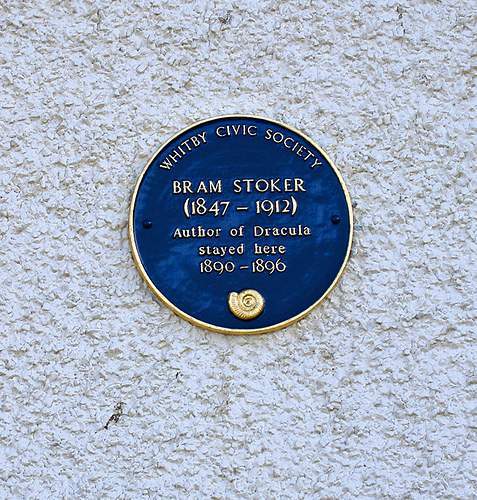 WHITBY CIVIC SOCIETY
BRAM STOKER
(1847 – 1912)
Author of Dracula
stayed here
1890 – 1896